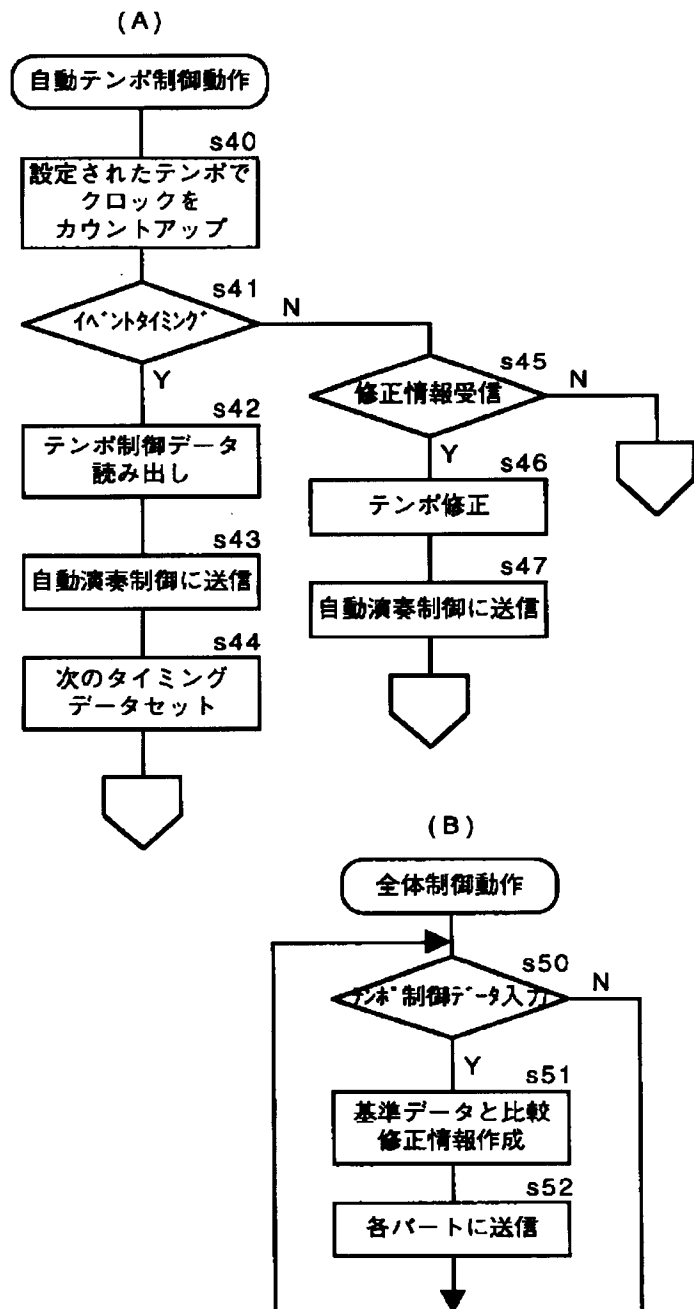 (A)
自動テンポ制御動作
s40
設定されたテンポで
クロックを
カウントアップ
s41
イベントタイミング
N
Y
s42
テンポ制御データ
読み出し
s43
自動演奏制御に送信
s44
次のタイミング
データセット
s45
修正情報受信
N
Y
s46
テンポ修正
s47
自動演奏制御に送信
(B)
全体制御動作
s50
テンポ制御データ入力
N
Y
s51
基準データと比較
修正情報作成
s52
各パートに送信